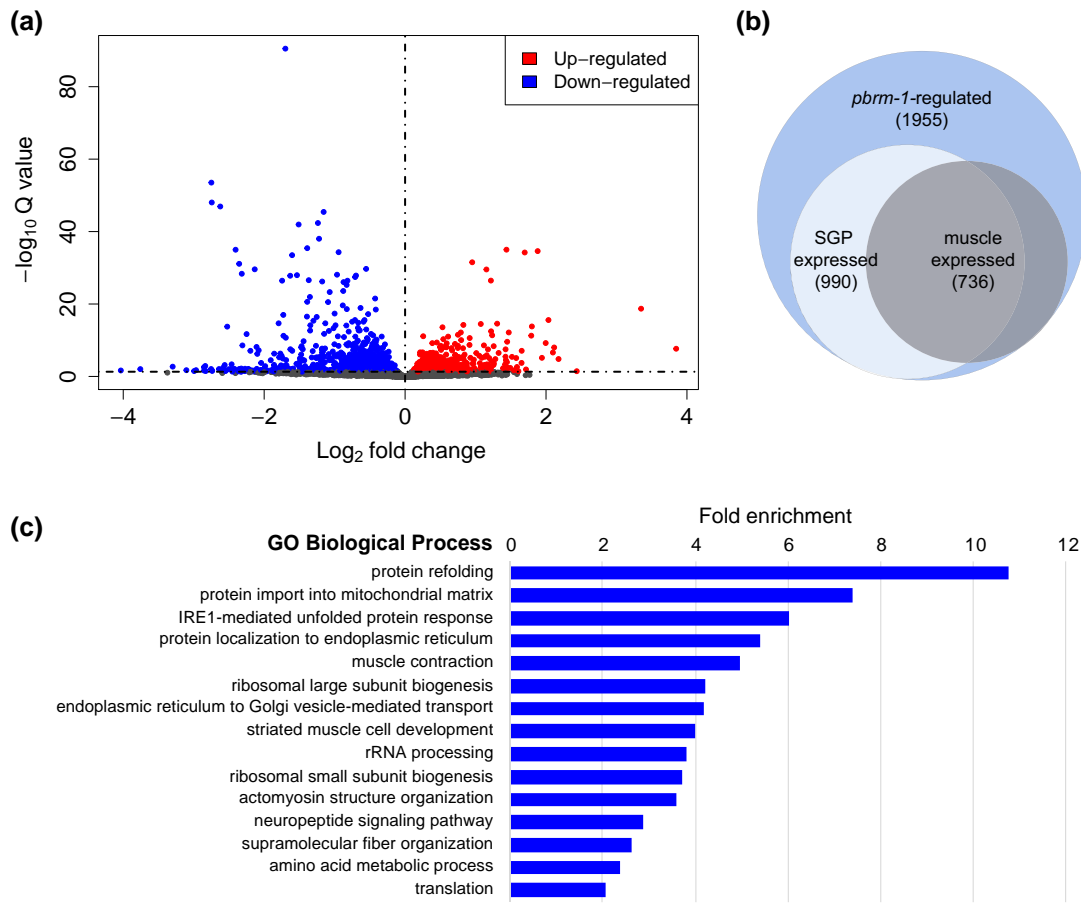 (a)
−log10 Q value
0
20
40
60
80
−4
−2
0
2
4
Log2 fold change
Up−regulated
Down−regulated
(b)
pbrm-1-regulated
(1955)
SGP
expressed
(990)
muscle
expressed
(736)
(c)
Fold enrichment
GO Biological Process
0 2 4 6 8 10 12
protein refolding
protein import into mitochondrial matrix
IRE1-mediated unfolded protein response
protein localization to endoplasmic reticulum
muscle contraction
ribosomal large subunit biogenesis
endoplasmic reticulum to Golgi vesicle-mediated transport
striated muscle cell development
rRNA processing
ribosomal small subunit biogenesis
actomyosin structure organization
neuropeptide signaling pathway
supramolecular fiber organization
amino acid metabolic process
translation